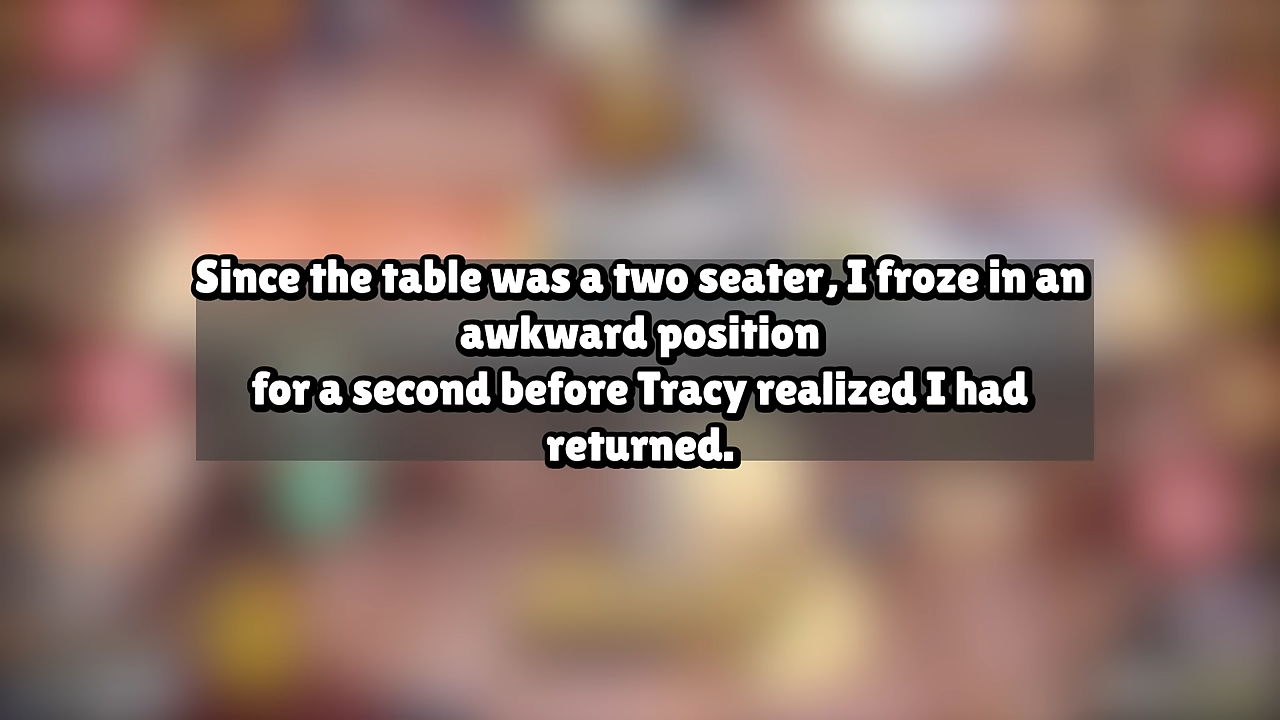 Since the table was a two seater, I froze in an
awkward position
for a second before Tracy realized I had
returned.